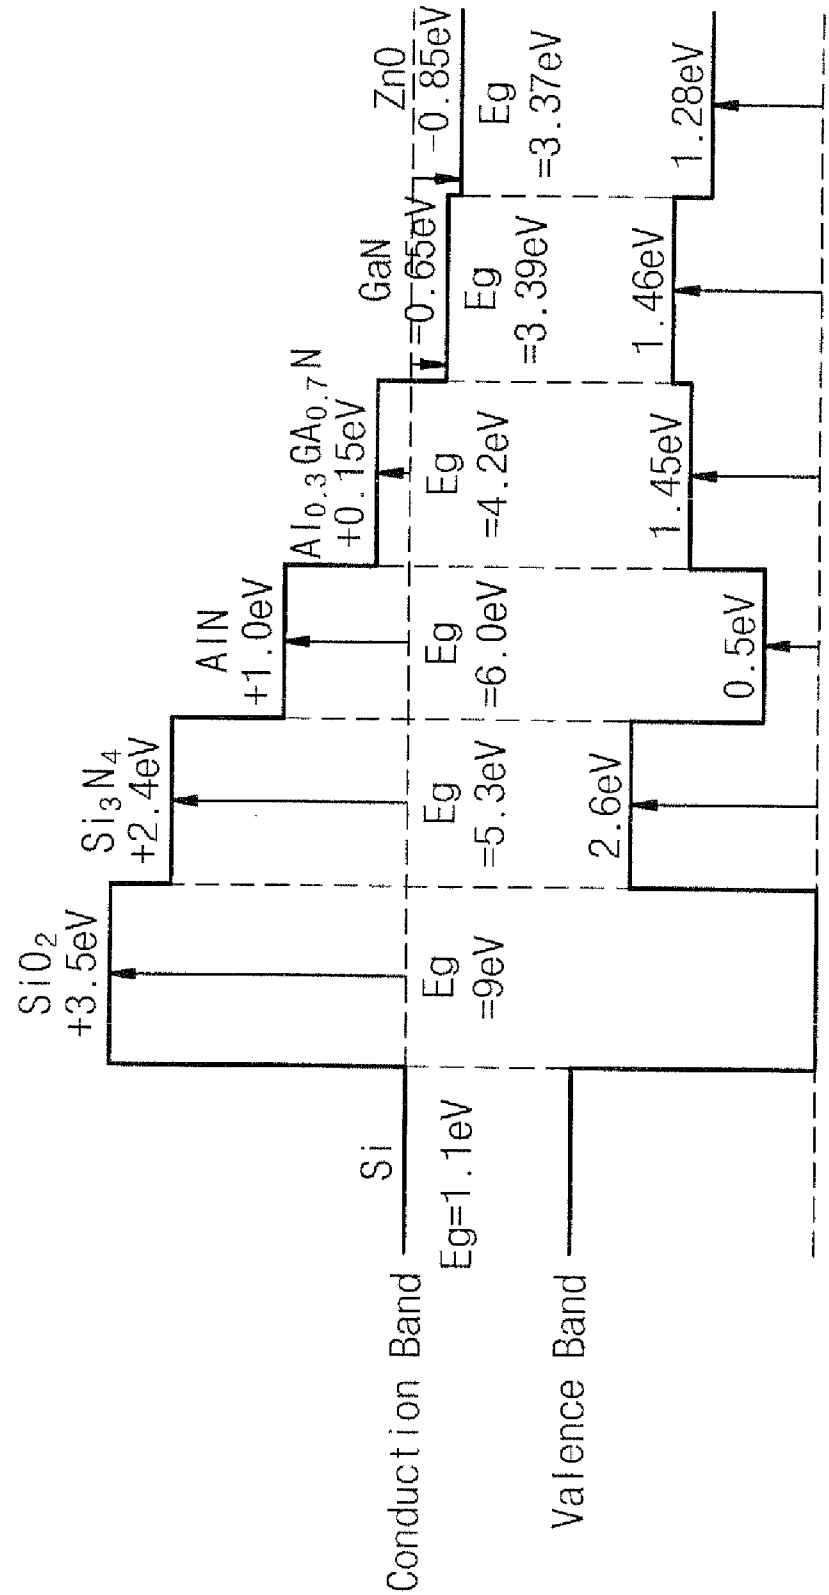 Conduction Band
Valence Band
Si
Eg=1.1eV
SiO2
+3.5eV
Eg
=9eV
Si3N4
+2.4eV
Eg
=5.3eV
2.6eV
AlN
+1.0eV
Eg
=6.0eV
0.5eV
Al0.3GA0.7N
+0.15eV
Eg
=4.2eV
1.45eV
GaN
-0.65eV
Eg
=3.39eV
1.46eV
ZnO
-0.85eV
Eg
=3.37eV
1.28eV